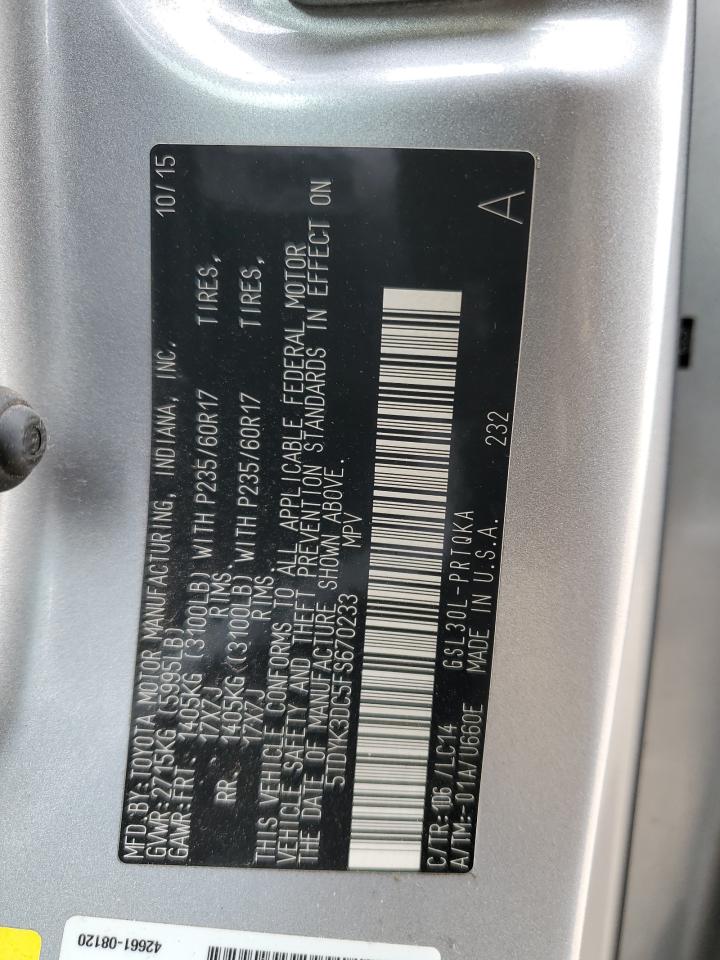 MFD.BY:TOYOTA MOTOR MANUFACTURING, INDIANA, INC. 10/15
GVWR:2715KG (5995LB)
GAWR:FRT. 1405KG (3100LB) WITH P235/60R17 TIRES,
17X7J RIMS.
RR. 1405KG (3100LB) WITH P235/60R17 TIRES,
17X7J RIMS.
THIS VEHICLE CONFORMS TO ALL APPLICABLE FEDERAL MOTOR
VEHICLE SAFETY AND THEFT PREVENTION STANDARDS IN EFFECT ON
THE DATE OF MANUFACTURE SHOWN ABOVE.
5TDYK3DC5FS670233 MPV
C/TR:1D6 /LC14 GSL30L-PRTQKA
A/TM:-01A/U660E MADE IN U.S.A. 232 A
42661-08120